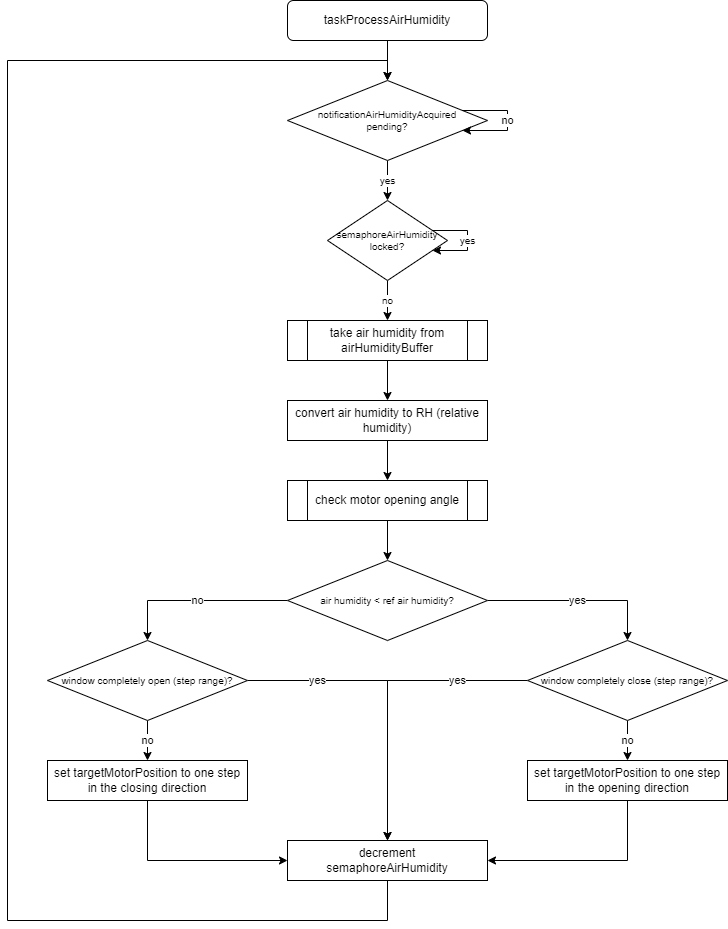 taskProcessAirHumidity
notificationAirHumidityAcquired
pending?
no
yes
semaphoreAirHumidity
locked?
yes
no
take air humidity from
airHumidityBuffer
convert air humidity to RH (relative
humidity)
check motor opening angle
air humidity < ref air humidity?
no
yes
window completely open (step range)?
yes
yes
window completely close (step range)?
no
no
set targetMotorPosition to one step
in the closing direction
set targetMotorPosition to one step
in the opening direction
decrement
semaphoreAirHumidity